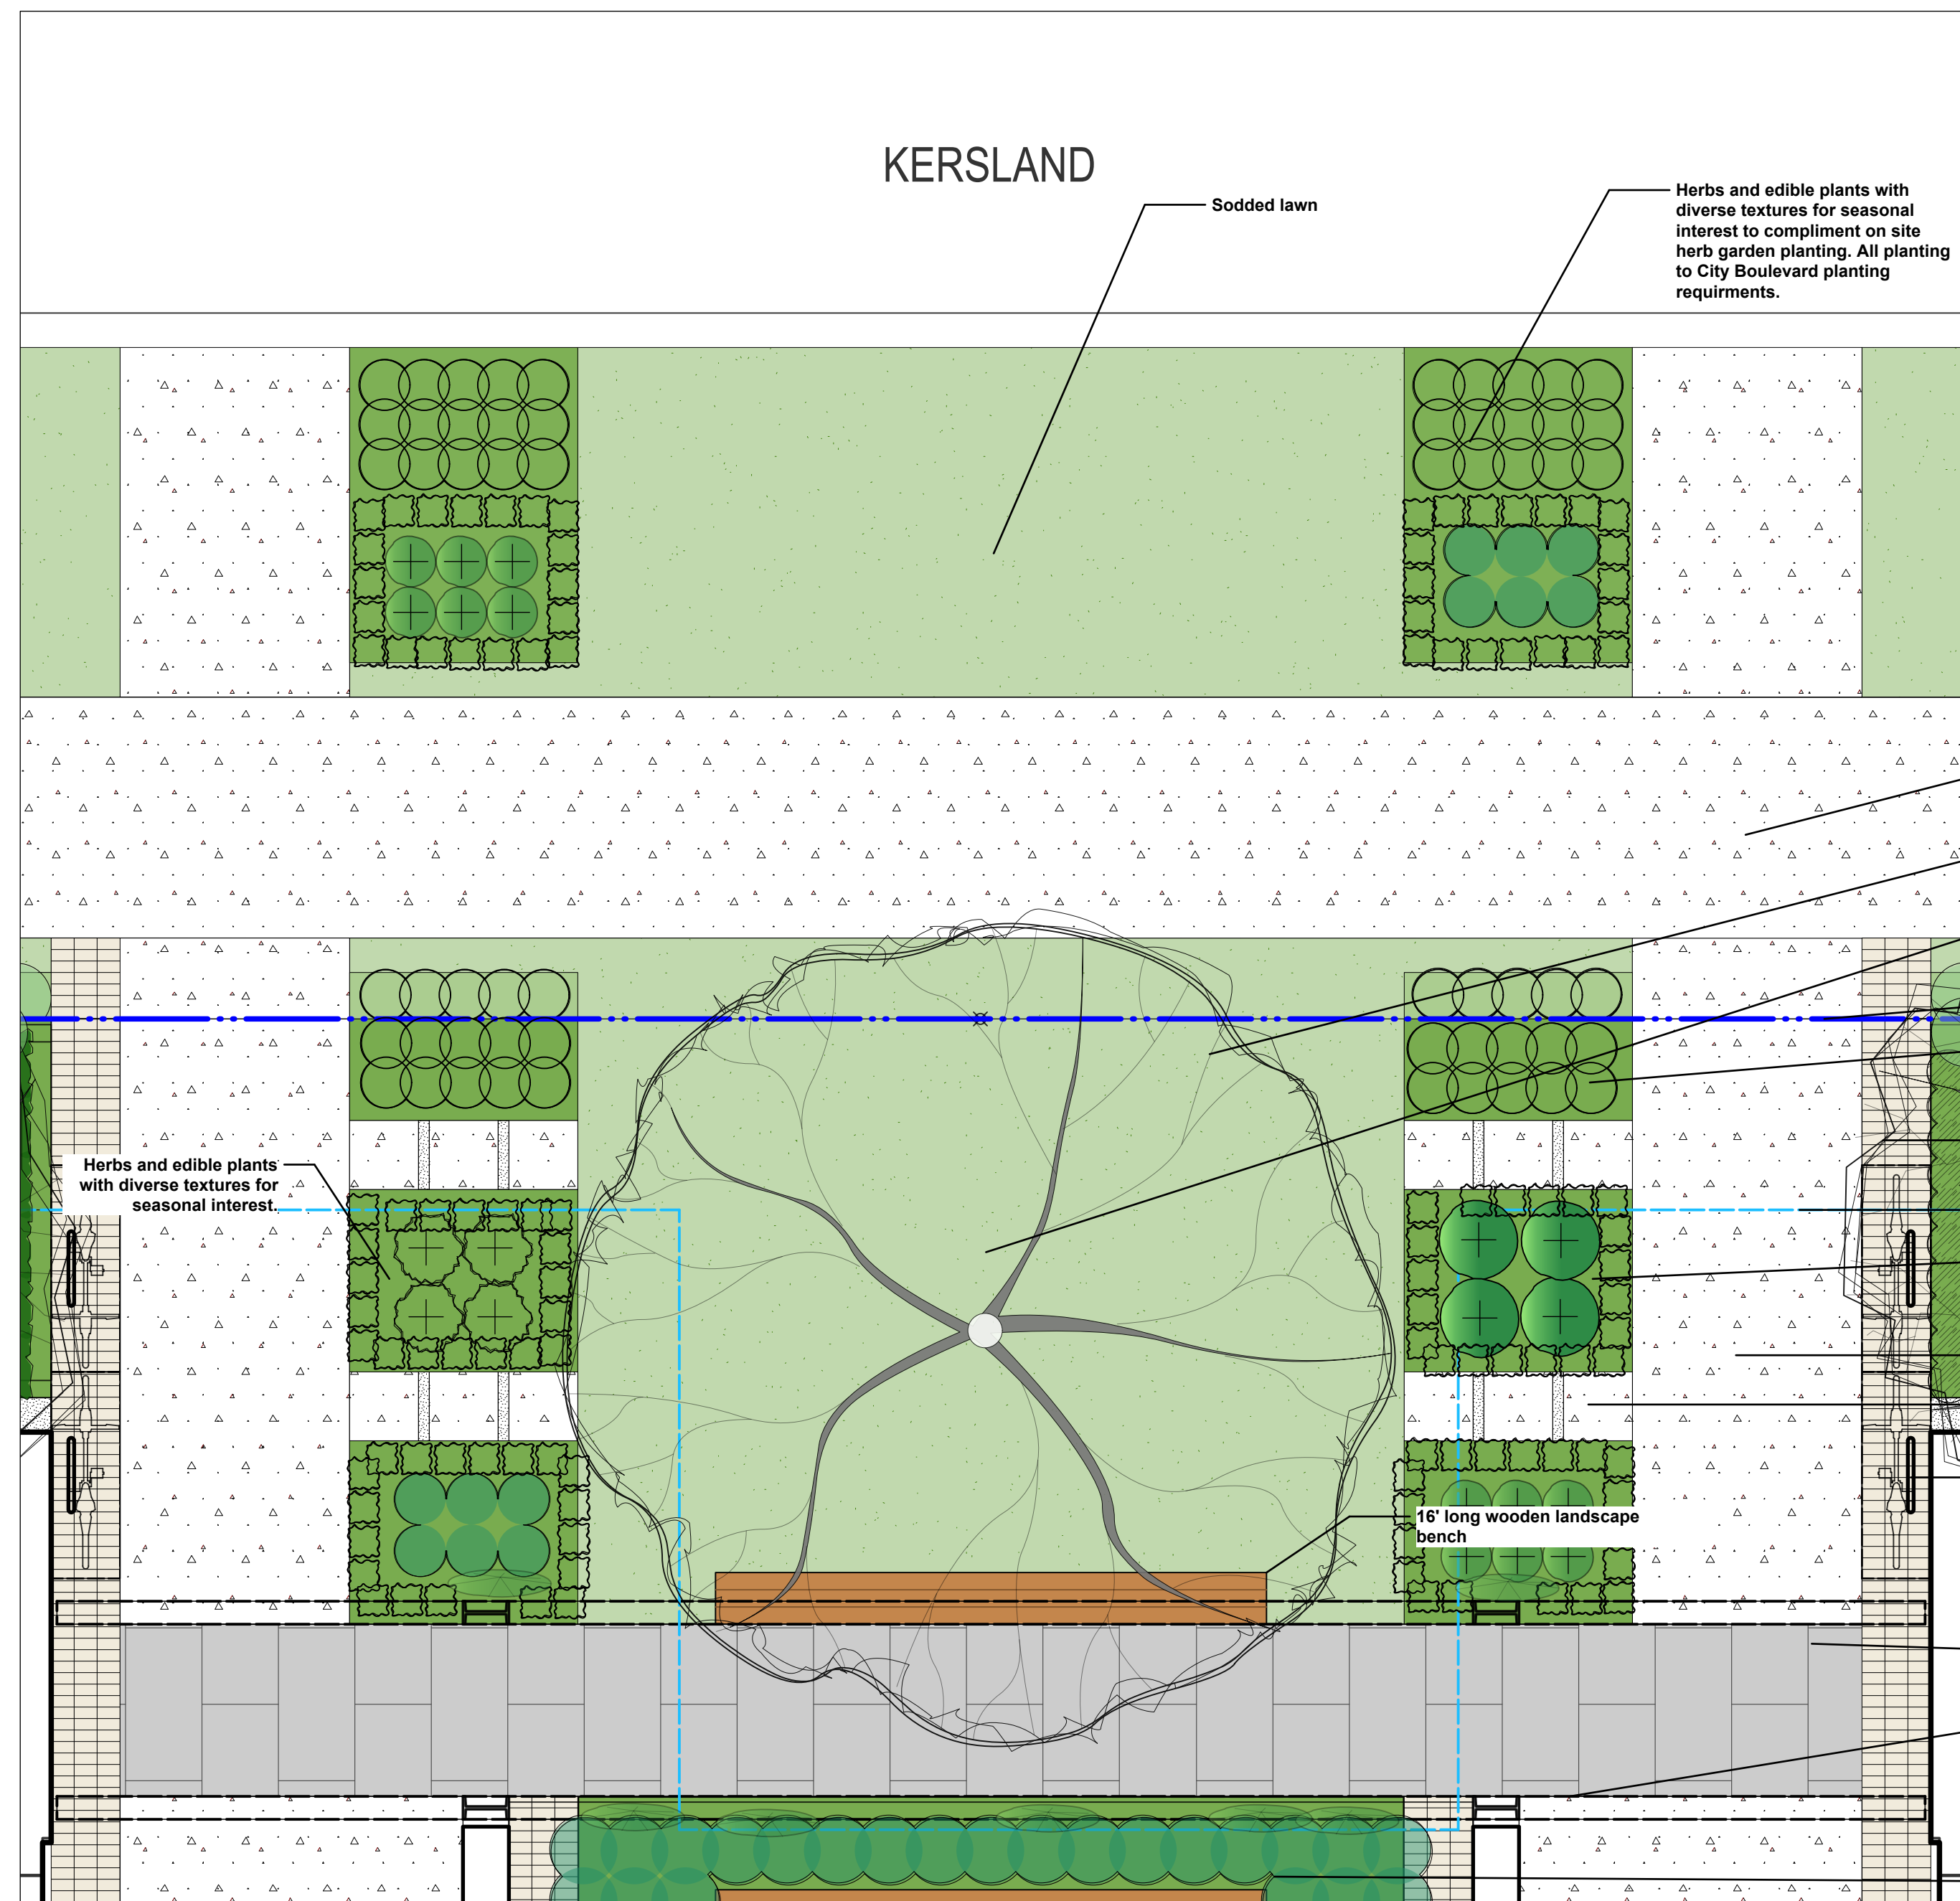 KERSLAND
Sodded lawn
Herbs and edible plants with
diverse textures for seasonal
interest to compliment on site
herb garden planting. All planting
to City Boulevard planting
requirments.
Herbs and edible plants
with diverse textures for
seasonal interest.
16' long wooden landscape
bench